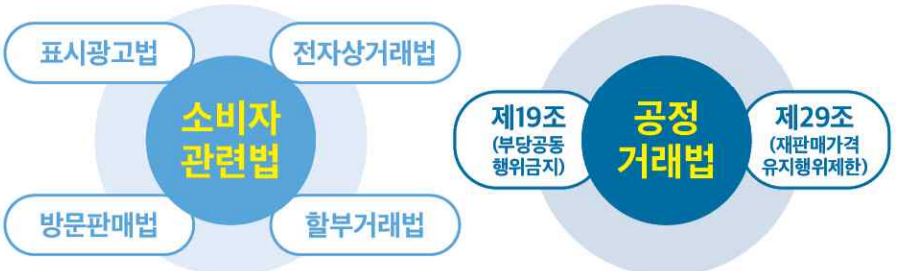 표시광고법
전자상거래법
소비자
관련법
방문판매법
할부거래법
제19조
(부당공동
행위금지)
공정
거래법
제29조
(재판매가격
유지행위제한)